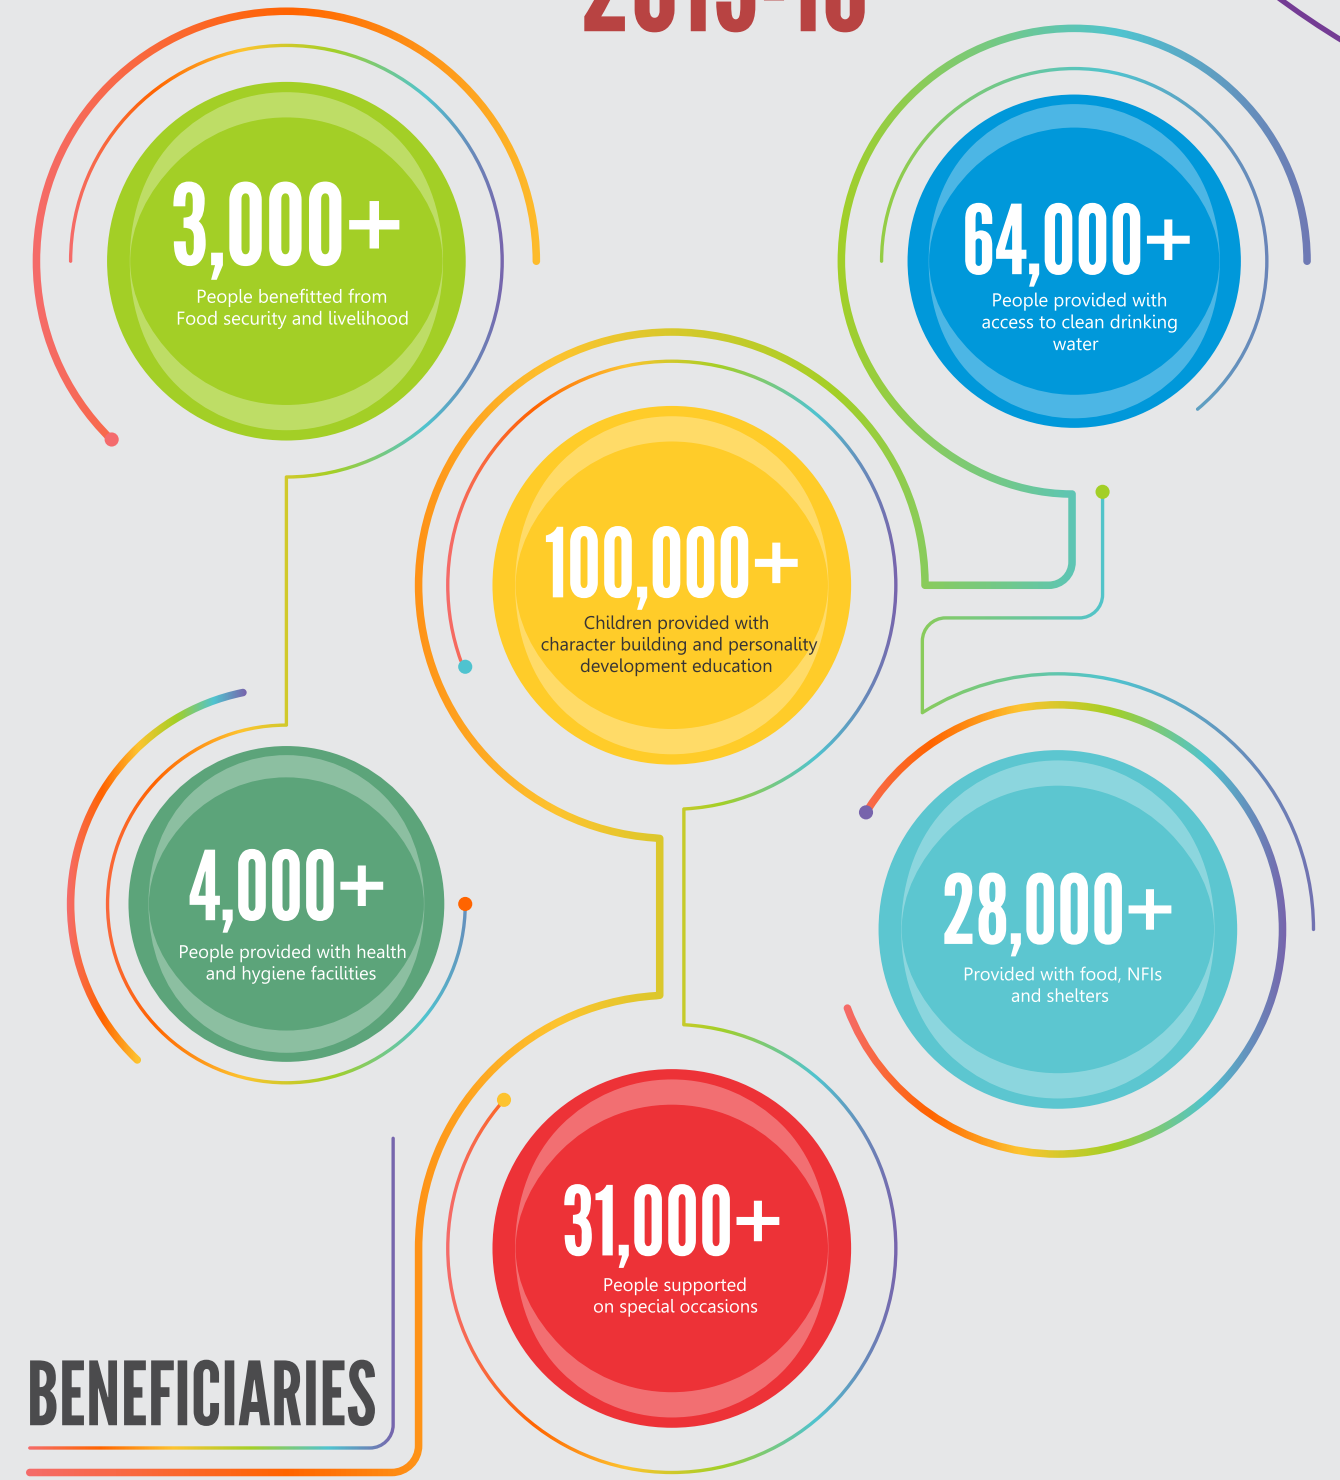 3,000+
People benefitted from
Food security and livelihood
64,000+
People provided with
access to clean drinking
water
100,000+
Children provided with
character building and personality
development education
4,000+
People provided with health
and hygiene facilities
28,000+
Provided with food, NFIs
and shelters
31,000+
People supported
on special occasions
BENEFICIARIES